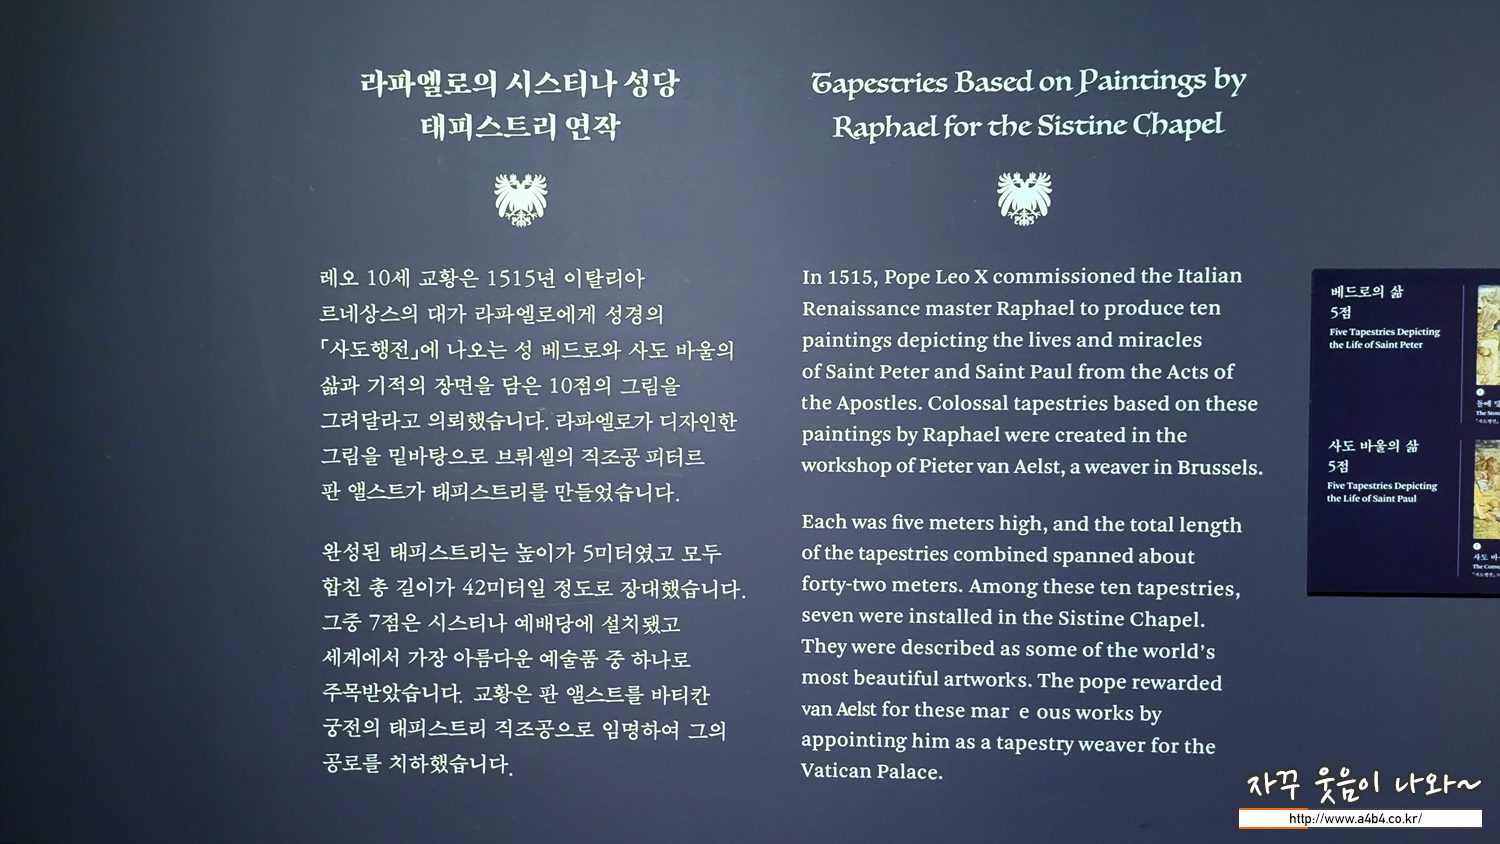 라파엘로의 시스티나 성당
태피스트리 연작
레오 10세 교황은 1515년 이탈리아
르네상스의 대가 라파엘로에게 성경의
「사도행전」에 나오는 성 베드로와 사도 바울의
삶과 기적의 장면을 담은 10점의 그림을
그려달라고 의뢰했습니다. 라파엘로가 디자인한
그림을 밑바탕으로 브뤼셀의 직조공 피터르
판 앨스트가 태피스트리를 만들었습니다.
완성된 태피스트리는 높이가 5미터였고 모두
합친 총 길이가 42미터일 정도로 장대했습니다.
그중 7점은 시스티나 예배당에 설치됐고
세계에서 가장 아름다운 예술품 중 하나로
주목받았습니다. 교황은 판 앨스트를 바티칸
궁전의 태피스트리 직조공으로 임명하여 그의
공로를 치하했습니다.
Tapestries Based on Paintings by
Raphael for the Sistine Chapel
In 1515, Pope Leo X commissioned the Italian
Renaissance master Raphael to produce ten
paintings depicting the lives and miracles
of Saint Peter and Saint Paul from the Acts of
the Apostles. Colossal tapestries based on these
paintings by Raphael were created in the
workshop of Pieter van Aelst, a weaver in Brussels.
Each was five meters high, and the total length
of the tapestries combined spanned about
forty-two meters. Among these ten tapestries,
seven were installed in the Sistine Chapel.
They were described as some of the world's
most beautiful artworks. The pope rewarded
van Aelst for these mar e ous works by
appointing him as a tapestry weaver for the
Vatican Palace.
베드로의 삶
5점
Five Tapestries Depicting
the Life of Saint Peter
사도 바울의 삶
5점
Five Tapestries Depicting
the Life of Saint Paul
자꾸 웃음이 나와~
http://www.a4b4.co.kr/